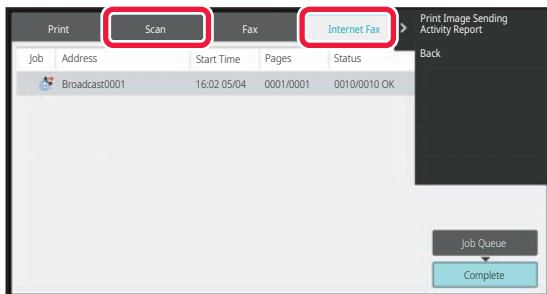 Print Scan Fax Internet Fax
Print Image Sending
Activity Report
Back
Job Address Start Time Pages Status
Broadcast0001 16:02 05/04 0001/0001 0010/0010 OK
Job Queue
Complete